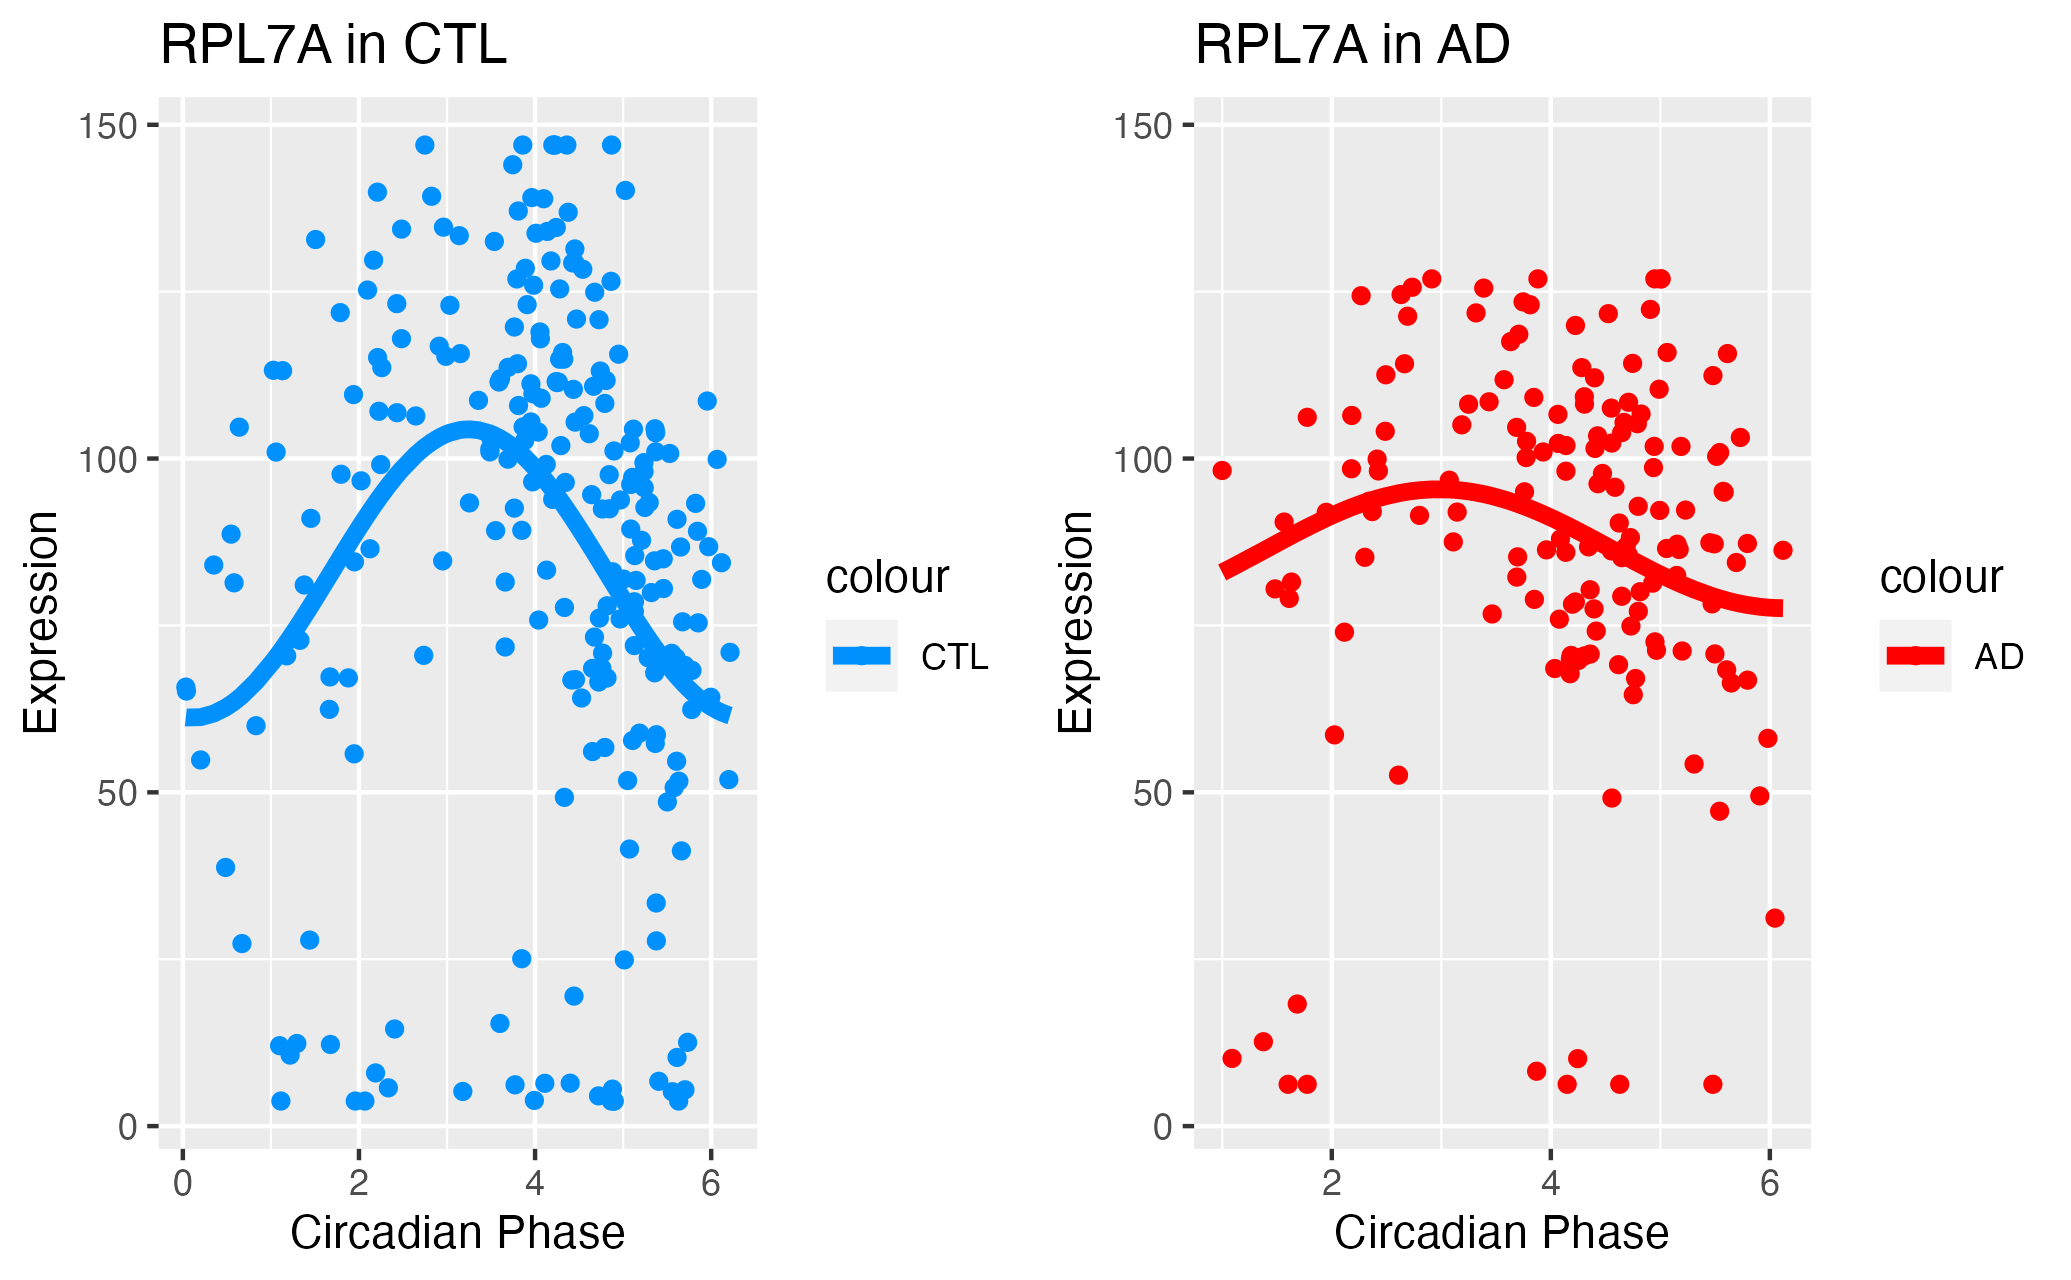 RPL7A in CTL
150
100
50
0
Expression
0 2 4 6
Circadian Phase
colour
CTL
RPL7A in AD
150
100
50
0
Expression
2 4 6
Circadian Phase
colour
AD